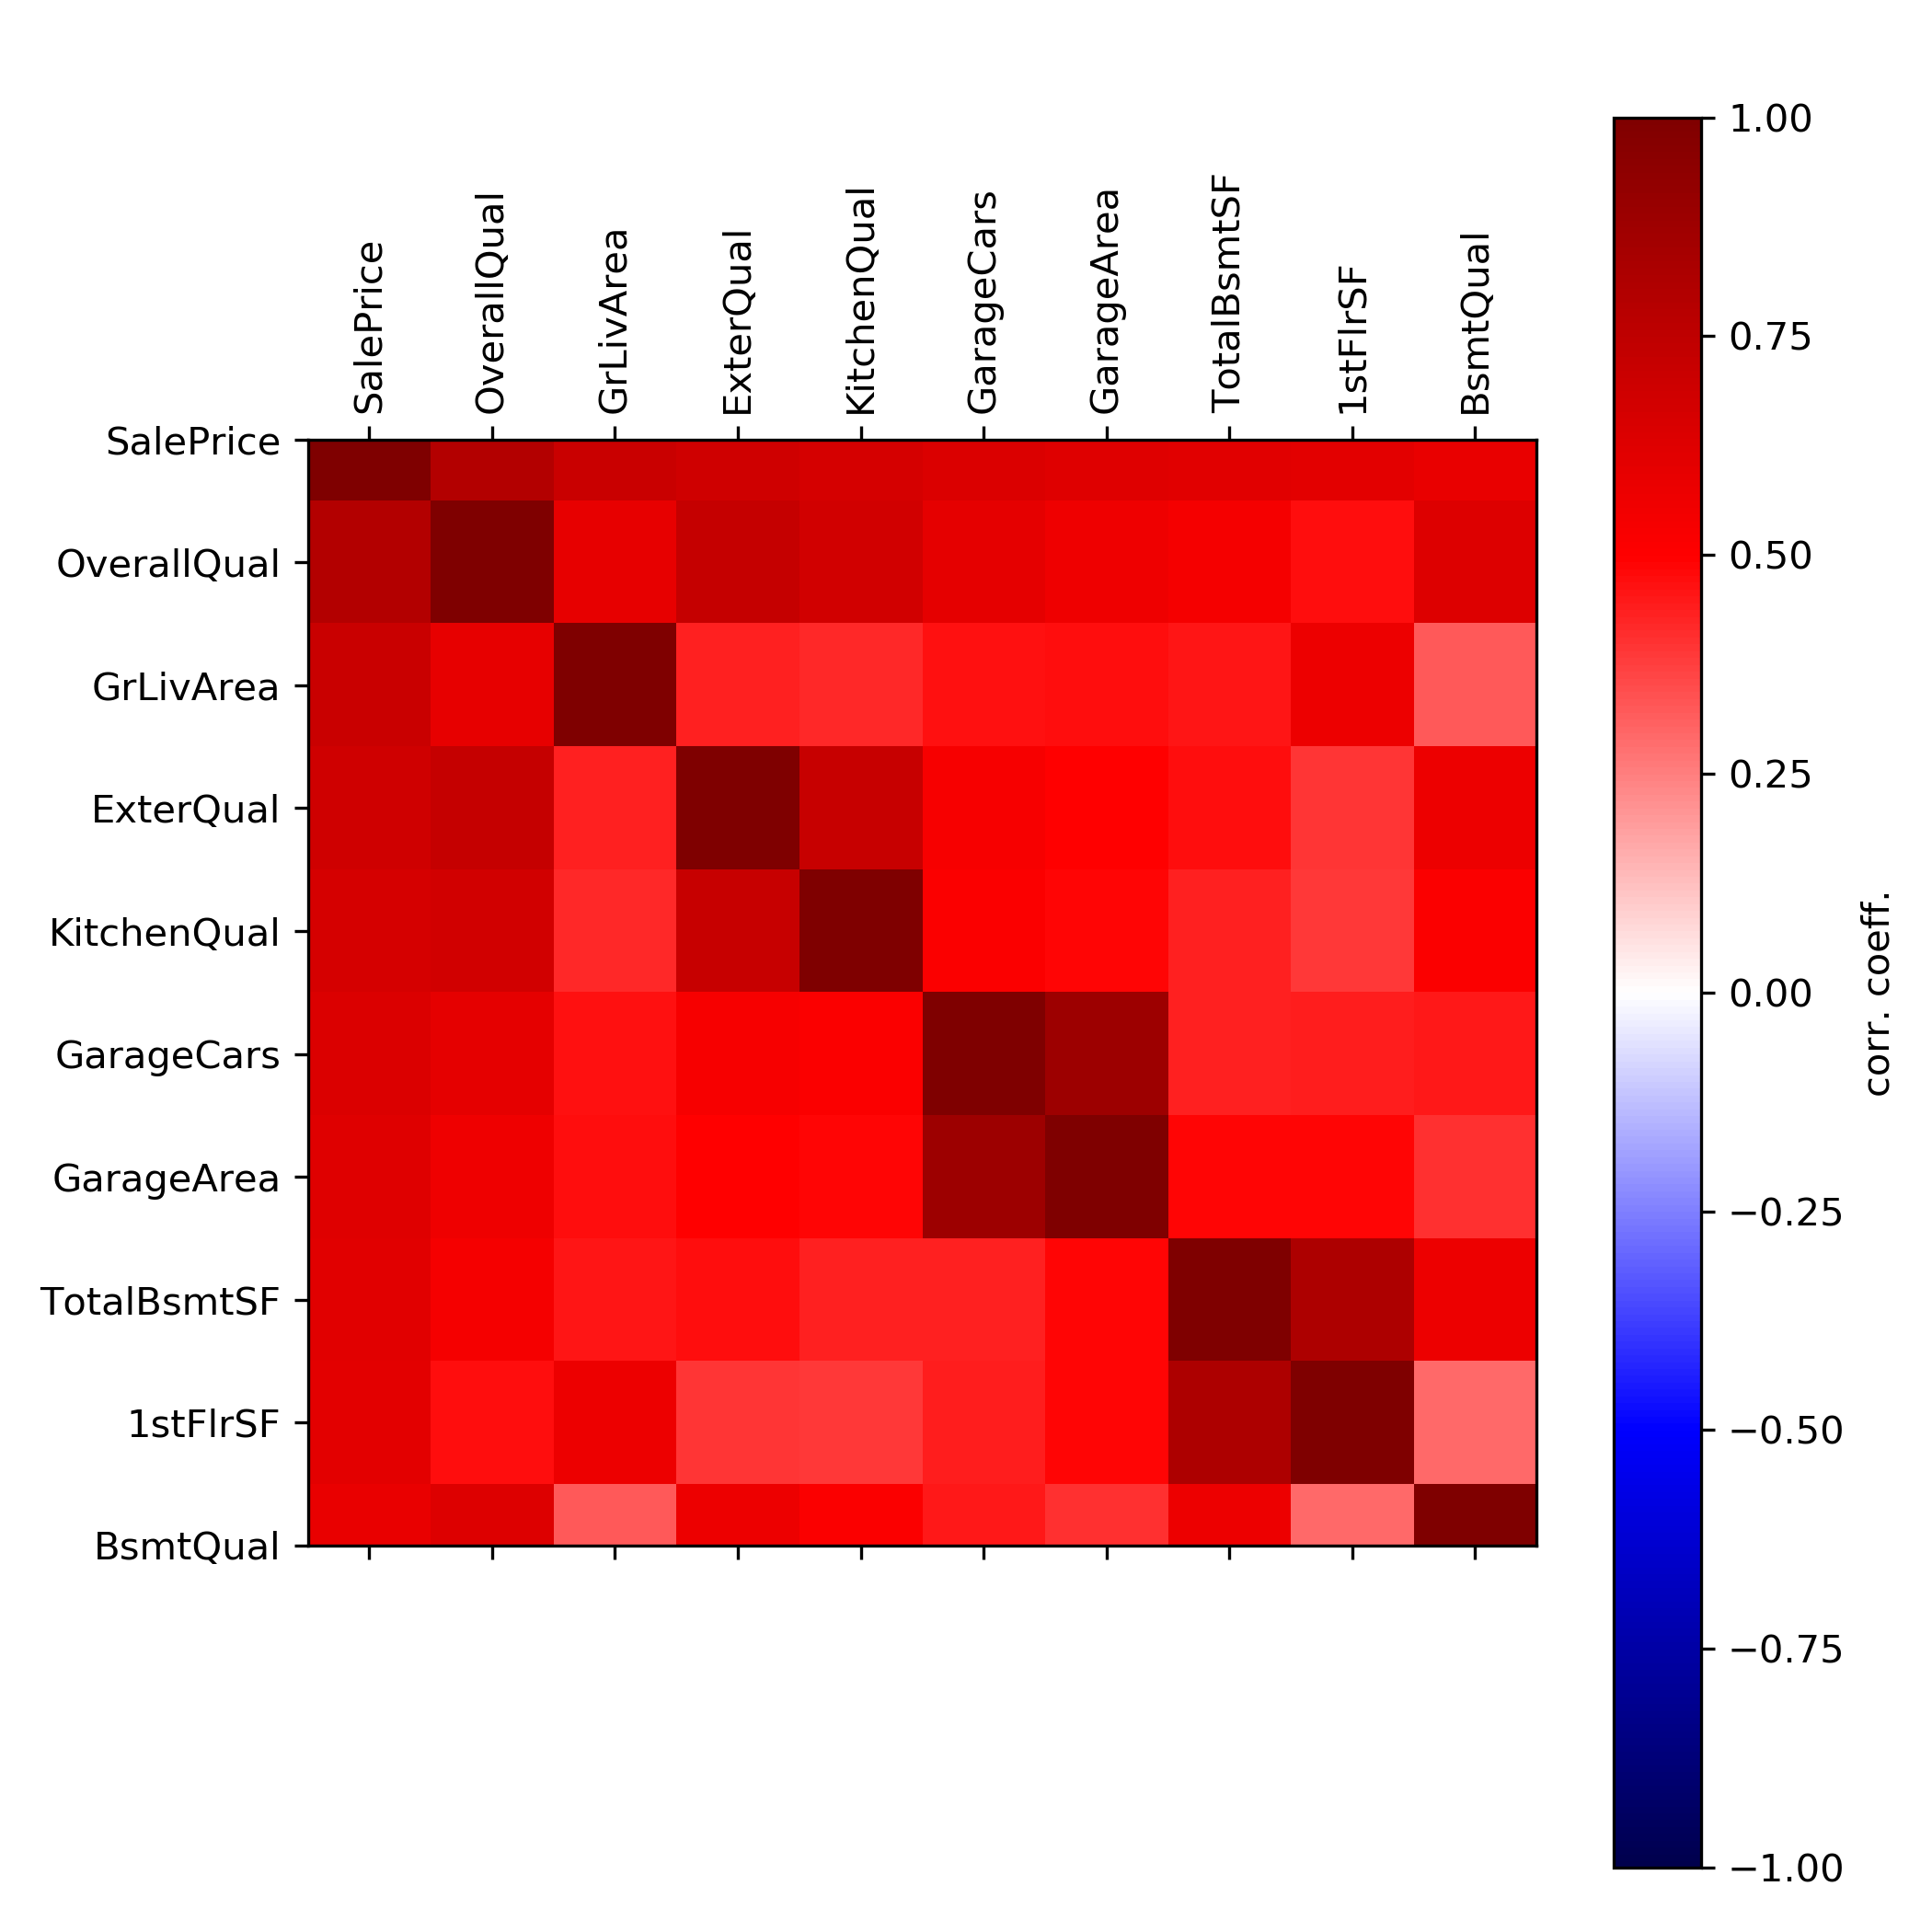 SalePrice
OverallQual
GrLivArea
ExterQual
KitchenQual
GarageCars
GarageArea
TotalBsmtSF
1stFlrSF
BsmtQual
SalePrice
OverallQual
GrLivArea
ExterQual
KitchenQual
GarageCars
GarageArea
TotalBsmtSF
1stFlrSF
BsmtQual
1.00
0.75
0.50
0.25
0.00
−0.25
−0.50
−0.75
−1.00
corr. coeff.